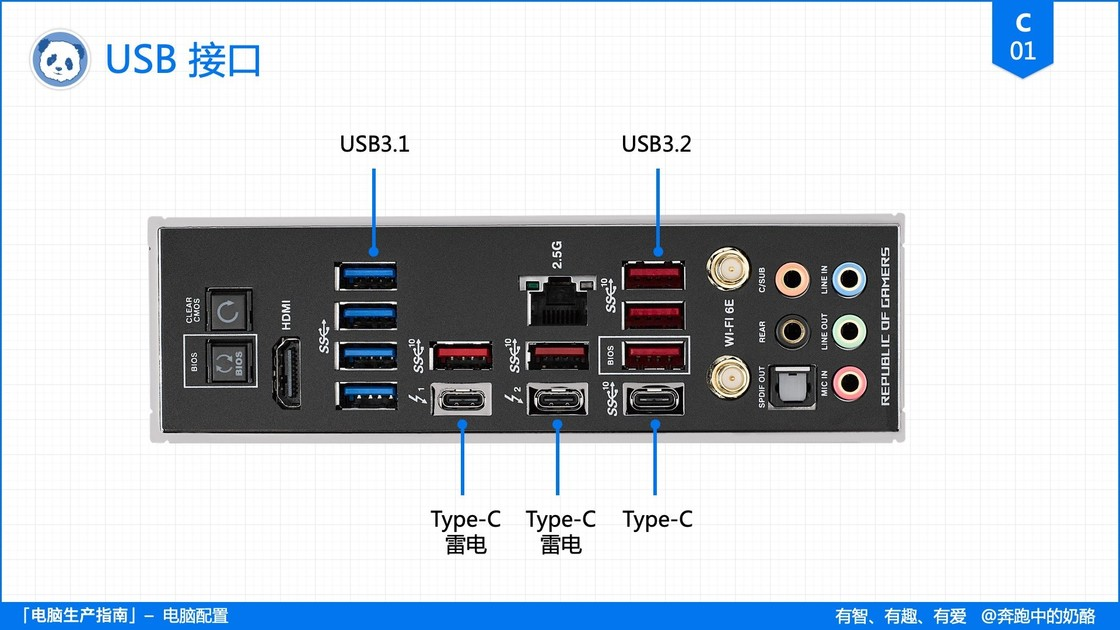 USB 接口
C
01
USB3.1
USB3.2
CLEAR
CMOS
BIOS
BIOS
HDMI
SS
SS 10
1
2.5G
SS 10
2
SS 10
BIOS
SS 10
WI-FI 6E
C/SUB
REAR
SPDIF OUT
LINE IN
LINE OUT
MIC IN
REPUBLIC OF GAMERS
Type-C
雷电
Type-C
雷电
Type-C
「电脑生产指南」– 电脑配置
有智、有趣、有爱 @奔跑中的奶酪